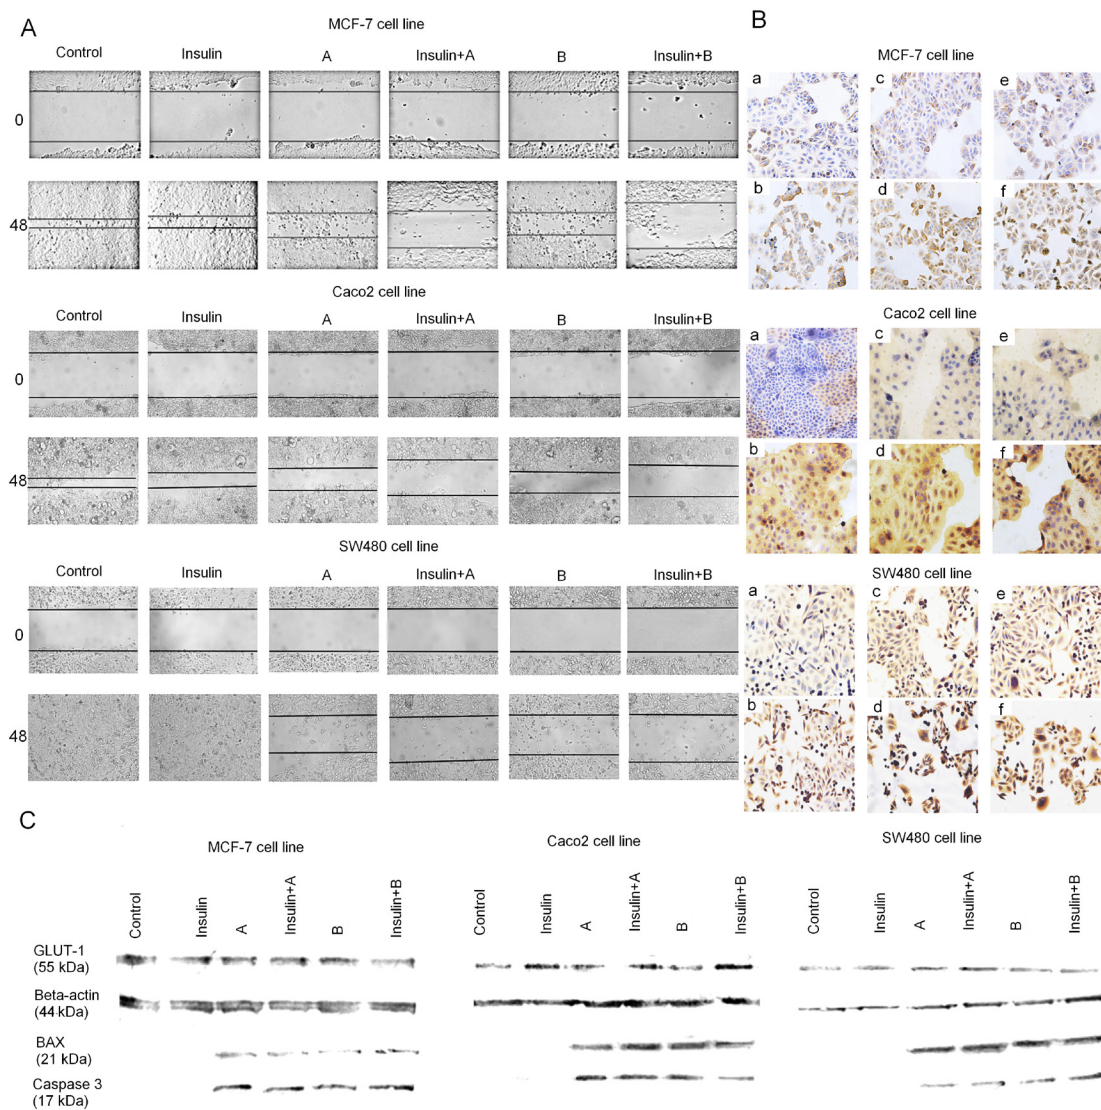 A
MCF-7 cell line
Control Insulin A Insulin+A B Insulin+B
0
48
Caco2 cell line
Control Insulin A Insulin+A B Insulin+B
0
48
SW480 cell line
Control Insulin A Insulin+A B Insulin+B
0
48
B
MCF-7 cell line
a c e
b d f
Caco2 cell line
a c e
b d f
SW480 cell line
a c e
b d f
C
MCF-7 cell line
Control Insulin A Insulin+A B Insulin+B
Caco2 cell line
Control Insulin A Insulin+A B Insulin+B
SW480 cell line
Control Insulin A Insulin+A B Insulin+B
GLUT-1
(55 kDa)
Beta-actin
(44 kDa)
BAX
(21 kDa)
Caspase 3
(17 kDa)